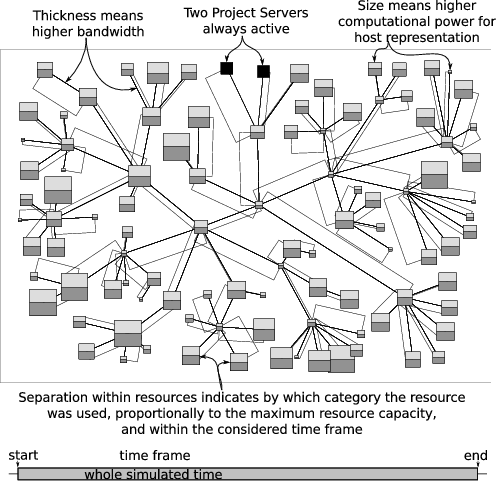 Thickness means
higher bandwidth
Two Project Servers
always active
Size means higher
computational power for
host representation
Separation within resources indicates by which category the resource
was used, proportionally to the maximum resource capacity,
and within the considered time frame
start
time frame
end
whole simulated time